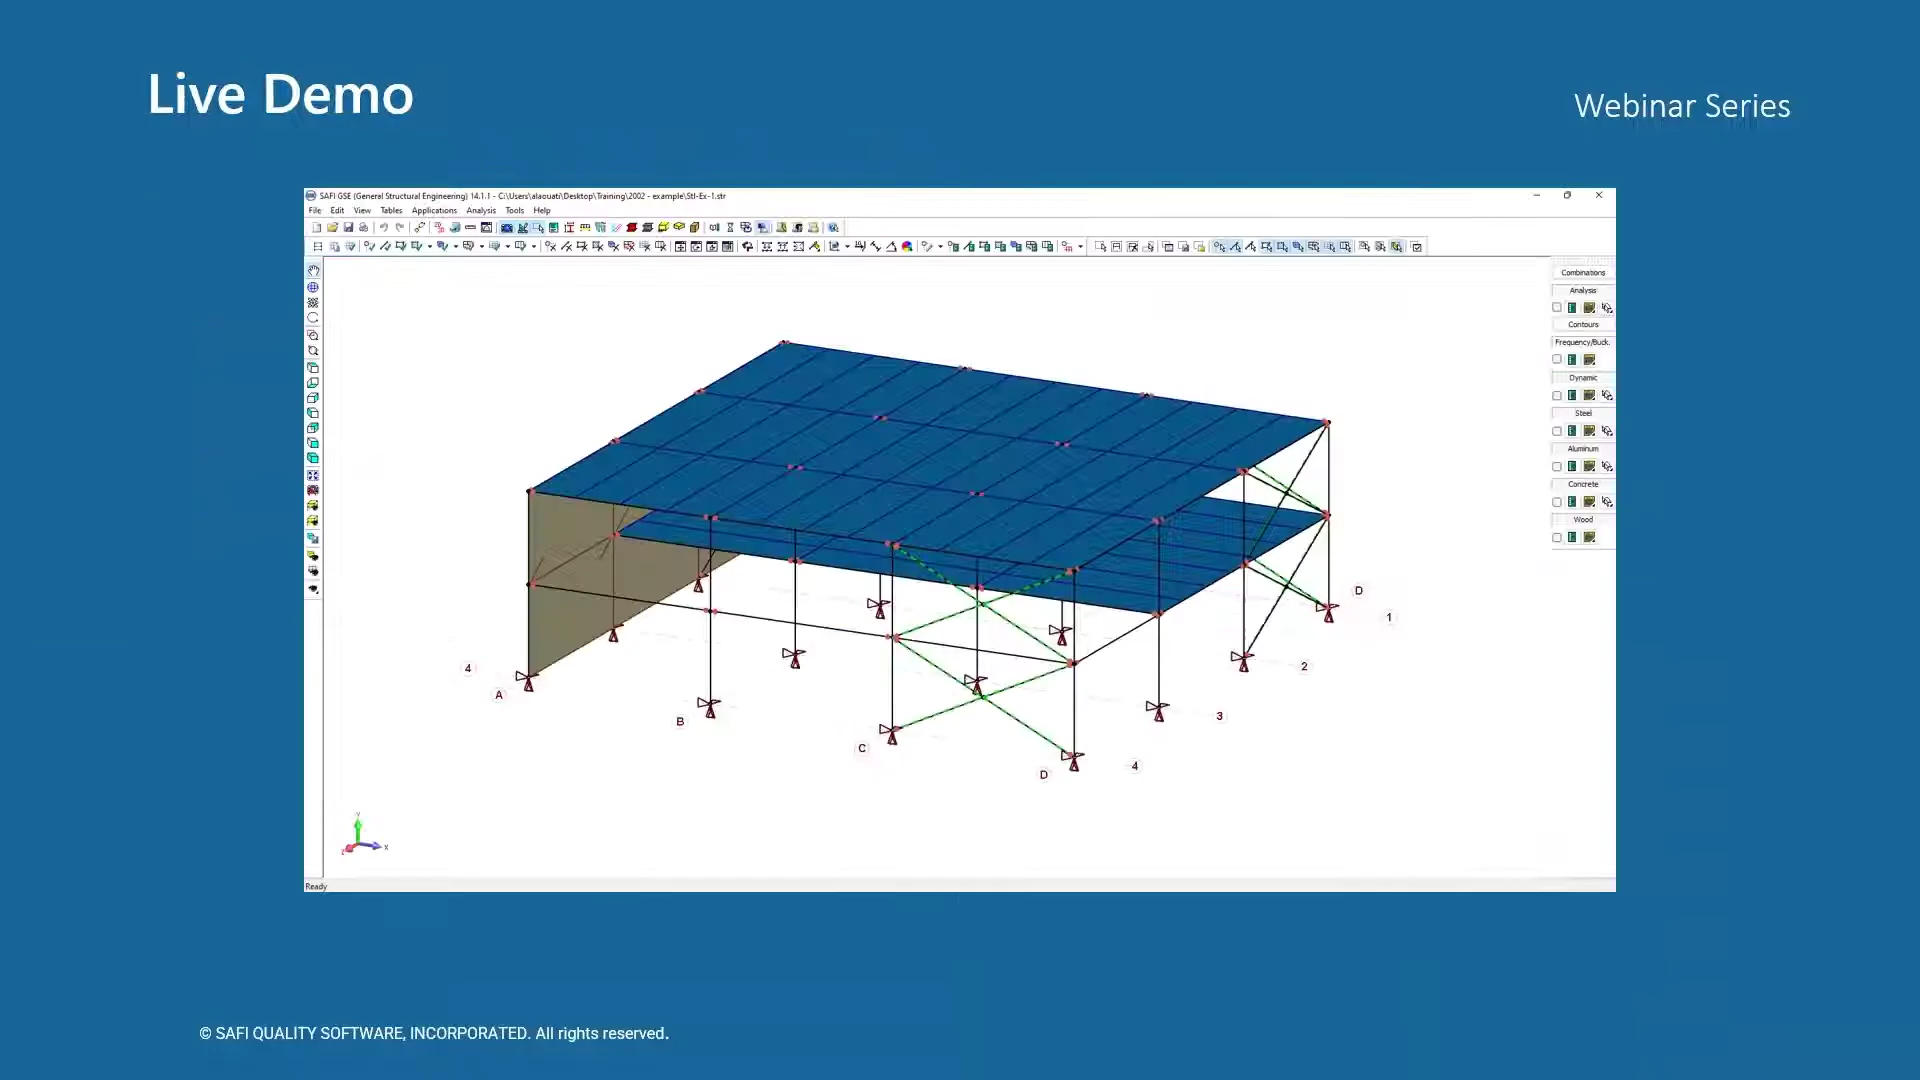 Live Demo
Webinar Series
SAFI GSE (General Structural Engineering) 14.1.1 - C:\Users\alaouati\Desktop\Training\2002 - example\Stl-Ex-1.str
File Edit View Tables Applications Analysis Tools Help
Combinations
Analysis
Contours
Frequency/Buck.
Dynamic
Steel
Aluminum
Concrete
Wood
D
1
4
2
A
3
B
C
4
D
Y
X
Z
Ready
© SAFI QUALITY SOFTWARE, INCORPORATED. All rights reserved.